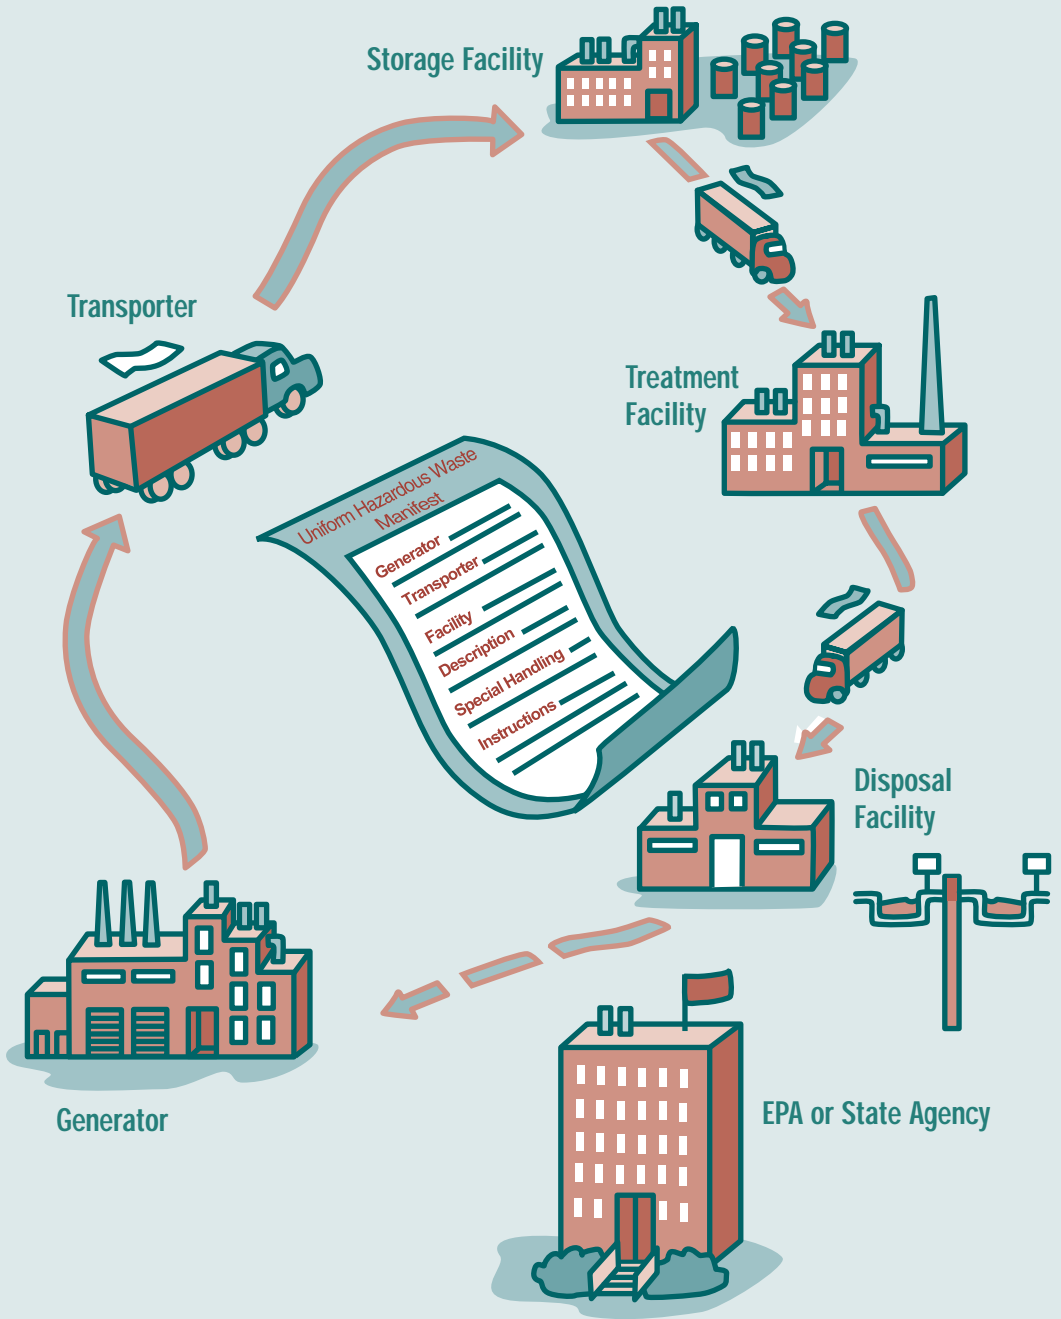 Storage Facility
Transporter
Treatment
Facility
Uniform Hazardous Waste
Manifest
Generator
Transporter
Facility
Description
Special Handling
Instructions
Disposal
Facility
Generator
EPA or State Agency